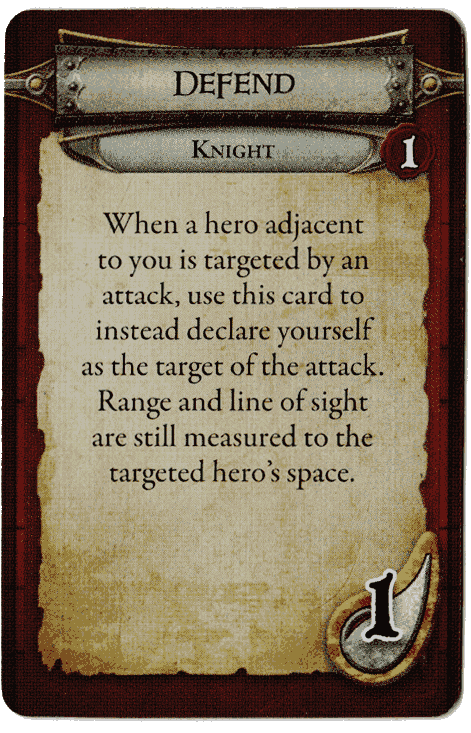 Defend
Knight
1
When a hero adjacent
to you is targeted by an
attack, use this card to
instead declare yourself
as the target of the attack.
Range and line of sight
are still measured to the
targeted hero's space.
1